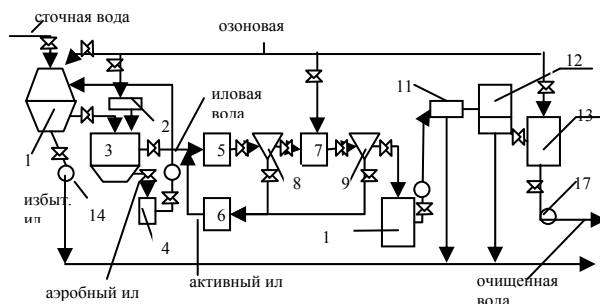 сточная вода
озоновая
12
11
иловая
вода
2
13
1
3
5
7
8
9
17
избыт.
ил
14
6
4
1
активный ил
очищенная
вода
аэробный ил